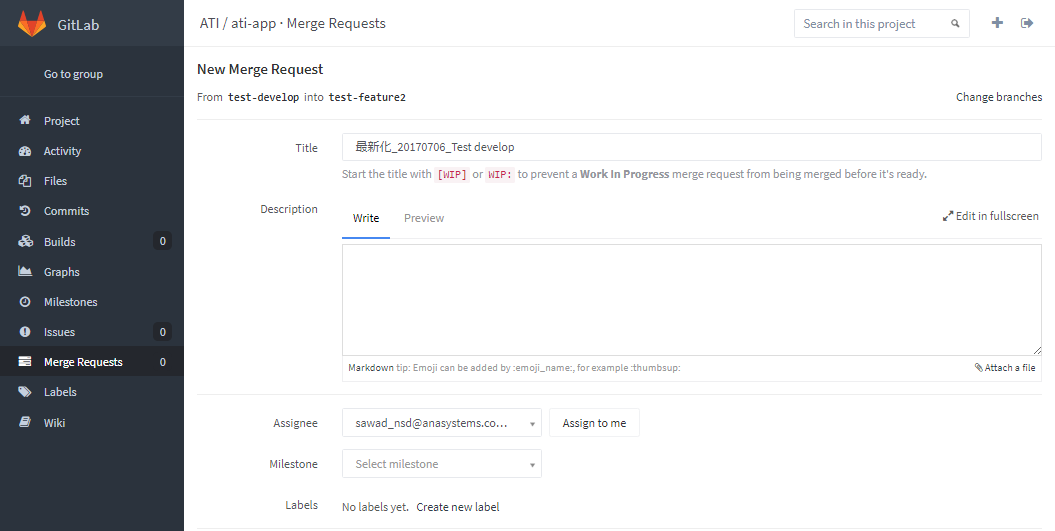 GitLab
ATI / ati-app · Merge Requests
Search in this project
Go to group
Project
Activity
Files
Commits
Builds 0
Graphs
Milestones
Issues 0
Merge Requests 0
Labels
Wiki
New Merge Request
From test-develop into test-feature2
Change branches
Title
最新化_20170706_Test develop
Start the title with [WIP] or WIP: to prevent a Work In Progress merge request from being merged before it's ready.
Description
Write Preview
Edit in fullscreen
Markdown tip: Emoji can be added by :emoji_name:, for example :thumbsup:
Attach a file
Assignee
sawad_nsd@anasystems.co...
Assign to me
Milestone
Select milestone
Labels
No labels yet. Create new label